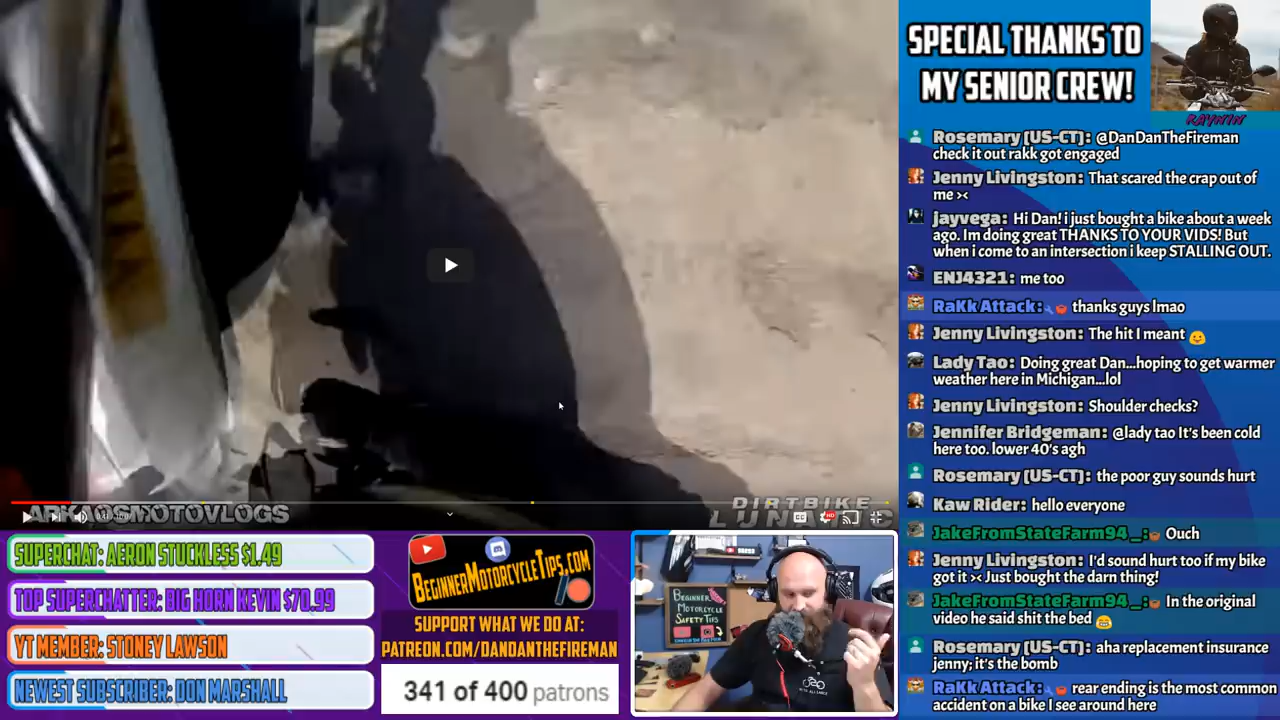 SPECIAL THANKS TO
MY SENIOR CREW!
RAYNIN
Rosemary [US-CT]: @DanDanTheFireman
check it out rakk got engaged
Jenny Livingston: That scared the crap out of
me ><
jayvega: Hi Dan! i just bought a bike about a week
ago. Im doing great THANKS TO YOUR VIDS! But
when i come to an intersection i keep STALLING OUT.
ENJ4321: me too
RaKk Attack: thanks guys lmao
Jenny Livingston: The hit I meant
Lady Tao: Doing great Dan...hoping to get warmer
weather here in Michigan...lol
Jenny Livingston: Shoulder checks?
Jennifer Bridgeman: @lady tao It's been cold
here too. lower 40's agh
Rosemary [US-CT]: the poor guy sounds hurt
Kaw Rider: hello everyone
JakeFromStateFarm94_: Ouch
Jenny Livingston: I'd sound hurt too if my bike
got it >< Just bought the darn thing!
JakeFromStateFarm94_: In the original
video he said shit the bed
Rosemary [US-CT]: aha replacement insurance
jenny; it's the bomb
RaKk Attack: rear ending is the most common
accident on a bike I see around here
ARKADSMOTOVLOGS
DIRTBIKE
LUNATIC
HD
SUPERCHAT: AERON STUCKLESS $1.49
TOP SUPERCHATTER: BIG HORN KEVIN $70.99
YT MEMBER: STONEY LAWSON
NEWEST SUBSCRIBER: DON MARSHALL
BEGINNERMOTORCYCLETIPS.COM
SUPPORT WHAT WE DO AT:
PATREON.COM/DANDANTHEFIREMAN
341 of 400 patrons
BEGINNER
MOTORCYCLE
SAFETY TIPS